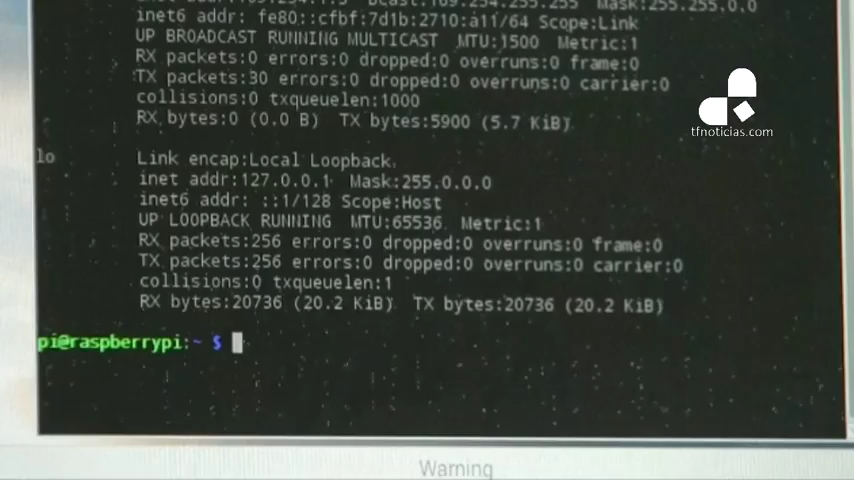 inet6 addr: fe80::cfbf:7d1b:2710:a11/64 Scope:Link
UP BROADCAST RUNNING MULTICAST MTU:1500 Metric:1
RX packets:0 errors:0 dropped:0 overruns:0 frame:0
TX packets:30 errors:0 dropped:0 overruns:0 carrier:0
collisions:0 txqueuelen:1000
RX bytes:0 (0.0 B) TX bytes:5900 (5.7 KiB)
tfnoticias.com
lo Link encap:Local Loopback
inet addr:127.0.0.1 Mask:255.0.0.0
inet6 addr: ::1/128 Scope:Host
UP LOOPBACK RUNNING MTU:65536 Metric:1
RX packets:256 errors:0 dropped:0 overruns:0 frame:0
TX packets:256 errors:0 dropped:0 overruns:0 carrier:0
collisions:0 txqueuelen:1
RX bytes:20736 (20.2 KiB) TX bytes:20736 (20.2 KiB)
pi@raspberrypi:~ $
Warning